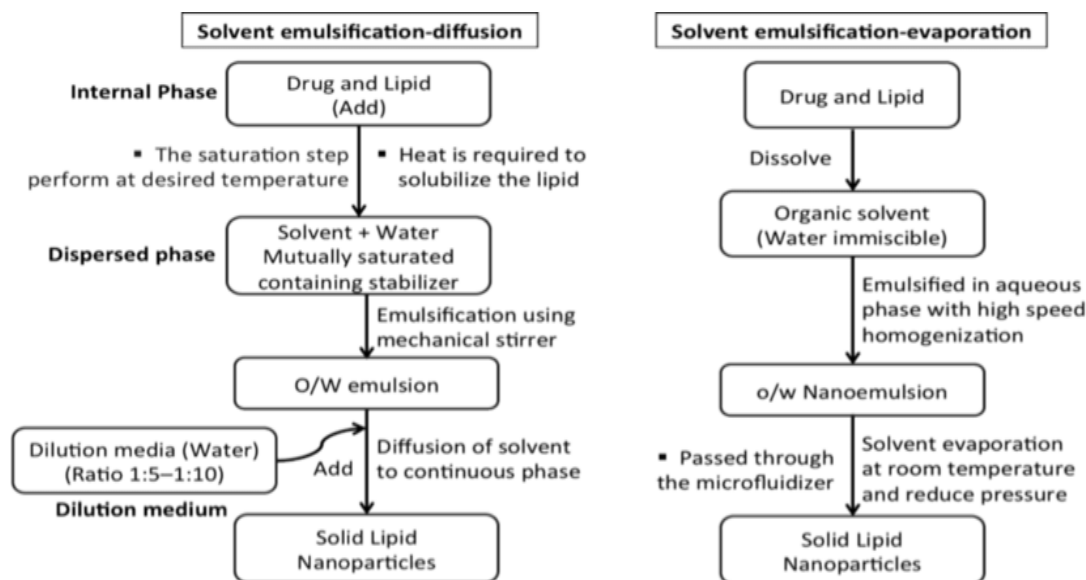 Solvent emulsification-diffusion
Internal Phase
Drug and Lipid
(Add)
▪ The saturation step
perform at desired temperature
▪ Heat is required to
solubilize the lipid
Dispersed phase
Solvent + Water
Mutually saturated
containing stabilizer
Emulsification using
mechanical stirrer
O/W emulsion
Dilution media (Water)
(Ratio 1:5–1:10)
Dilution medium
Add
Diffusion of solvent
to continuous phase
Solid Lipid
Nanoparticles
Solvent emulsification-evaporation
Drug and Lipid
Dissolve
Organic solvent
(Water immiscible)
Emulsified in aqueous
phase with high speed
homogenization
o/w Nanoemulsion
▪ Passed through
the microfluidizer
Solvent evaporation
at room temperature
and reduce pressure
Solid Lipid
Nanoparticles